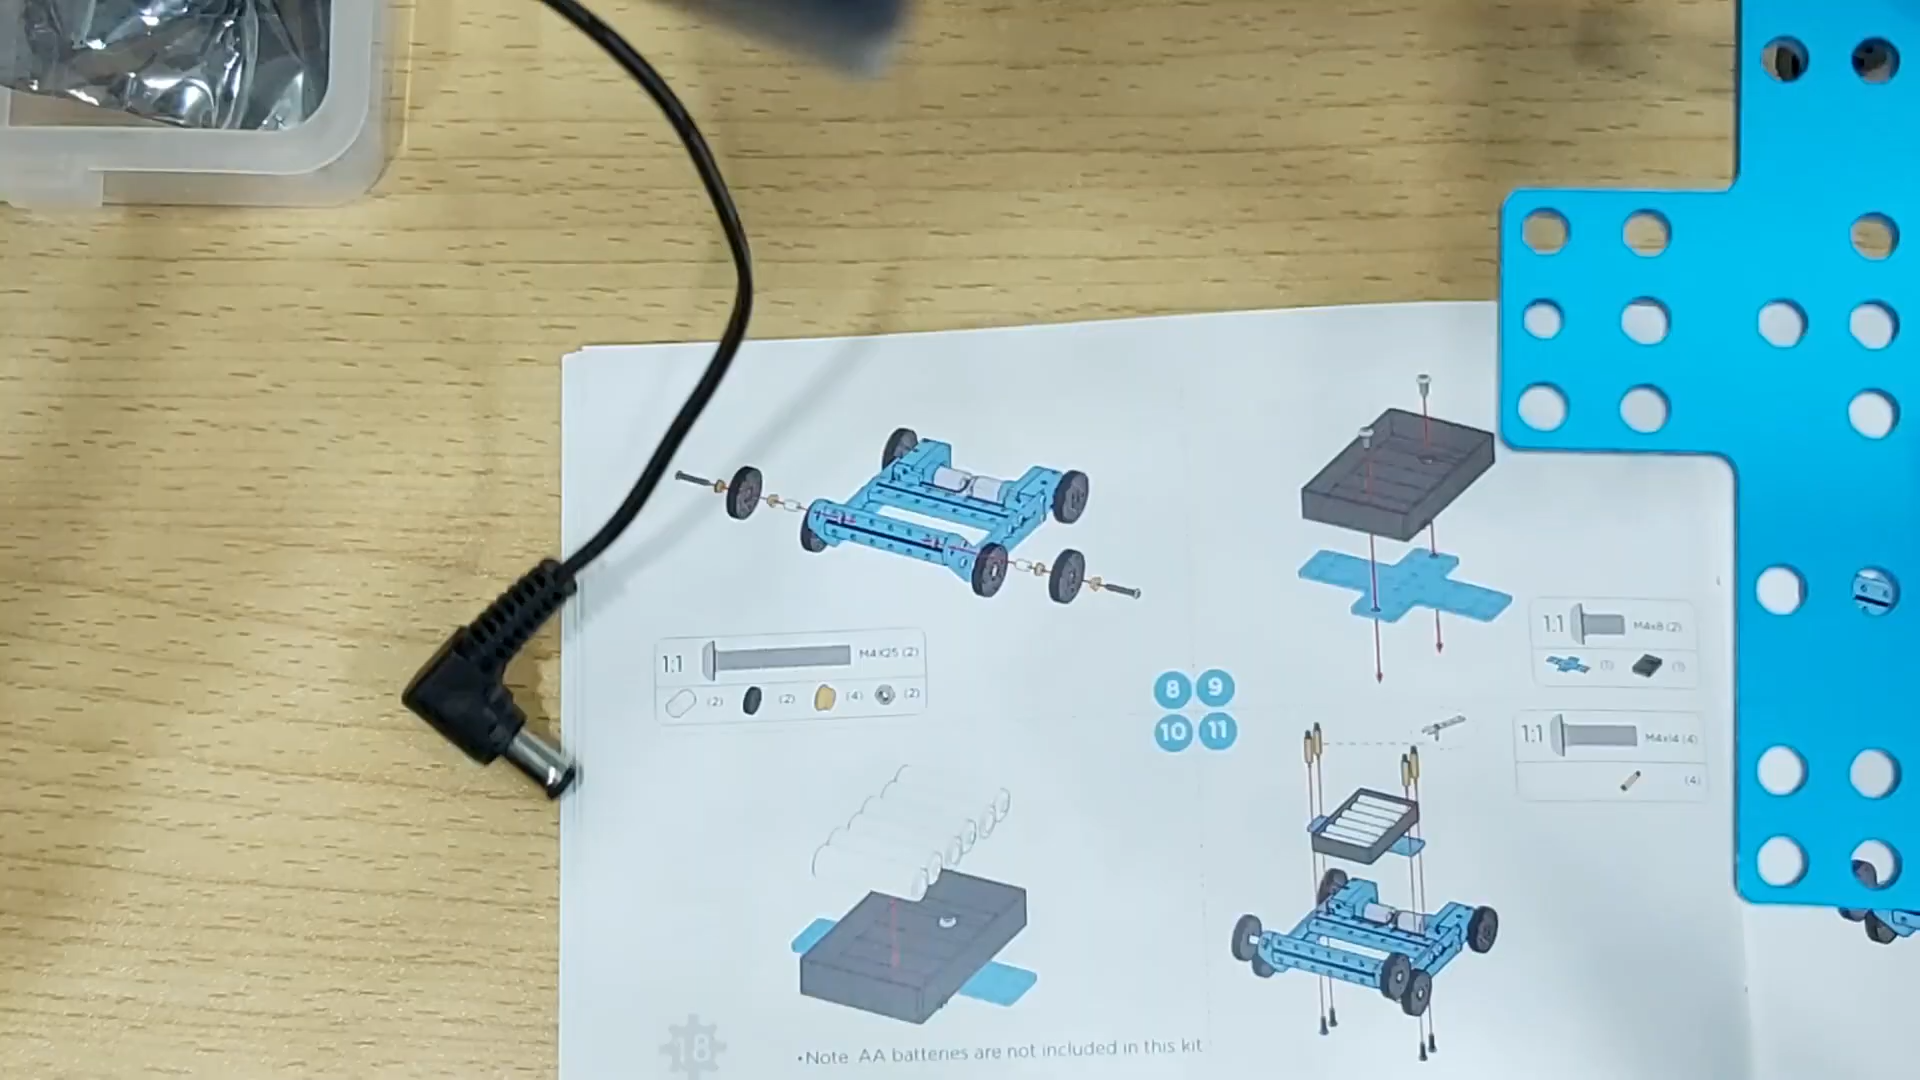 1:1 M4X25 (2)
(2) (2) (4) (2)
1:1 M4x8 (2)
(1) (1)
8 9
10 11
1:1 M4x14 (4)
(4)
18
•Note: AA batteries are not included in this kit